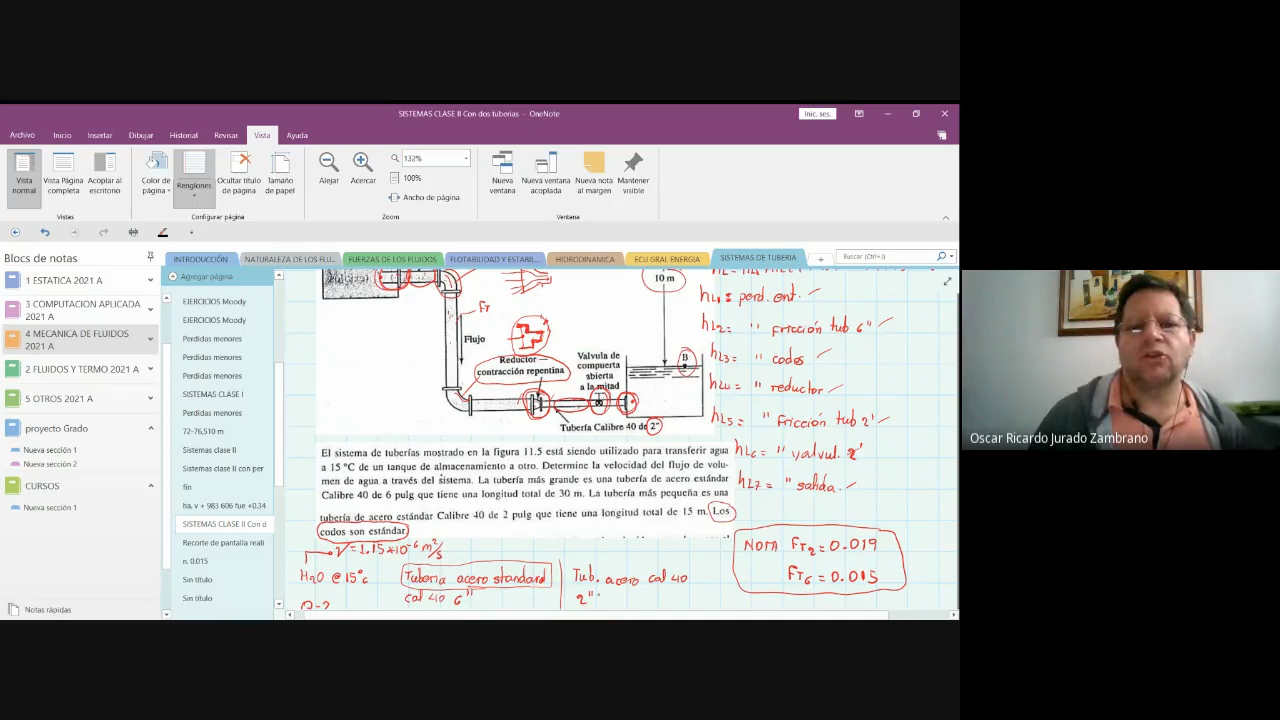 SISTEMAS CLASE II Con dos tuberias - OneNote
Inic. ses.
Archivo Inicio Insertar Dibujar Historial Revisar Vista Ayuda
Vista normal
Vista Página completa
Acoplar al escritorio
Color de página
Renglones
Ocultar título de página
Tamaño de papel
Alejar
Acercar
132%
100%
Ancho de página
Nueva ventana
Nueva ventana acoplada
Nueva nota al margen
Mantener visible
Vistas
Configurar página
Zoom
Ventana
Blocs de notas
INTRODUCCIÓN
NATURALEZA DE LOS FLU...
FUERZAS DE LOS FLUIDOS
FLOTABILIDAD Y ESTABIL...
HIDRODINAMICA
ECU GRAL ENERGIA
SISTEMAS DE TUBERIA
Buscar (Ctrl+)
1 ESTATICA 2021 A
3 COMPUTACION APLICADA 2021 A
4 MECANICA DE FLUIDOS 2021 A
2 FLUIDOS Y TERMO 2021 A
5 OTROS 2021 A
proyecto Grado
Nueva sección 1
Nueva sección 2
CURSOS
Nueva sección 1
Notas rápidas
Agregar página
EJERCICIOS Moody
EJERCICIOS Moody
Perdidas menores
Perdidas menores
Perdidas menores
SISTEMAS CLASE I
Perdidas menores
72-76,510 m
Sistemas clase II
Sistemas clase II con per
fin
ha. v + 983 606 fue +0.34
SISTEMAS CLASE II Con d
Recorte de pantalla reali
n. 0.015
Sin título
Sin título
FT
Flujo
Reductor —
contracción repentina
Válvula de
compuerta
abierta
a la mitad
10 m
B
Tubería Calibre 40 de 2"
hL1 = perd. ent.
hL2 = " Fricción tub 6"
hL3 = " codos
hL4 = " reductor
hL5 = " Fricción tub 2"
hL6 = " valvul. 2"
hL7 = " salida.
El sistema de tuberías mostrado en la figura 11.5 está siendo utilizado para transferir agua
a 15 °C de un tanque de almacenamiento a otro. Determine la velocidad del flujo de volu-
men de agua a través del sistema. La tubería más grande es una tubería de acero estándar
Calibre 40 de 6 pulg que tiene una longitud total de 30 m. La tubería más pequeña es una
tubería de acero estándar Calibre 40 de 2 pulg que tiene una longitud total de 15 m. Los
codos son estándar
NOTA FT2 = 0.019
FT6 = 0.015
V = 1.15*10-6 m2/s
H2O @ 15°c
Tuberia acero standard
cal 40 6"
Tub. acero cal 40
2"
Oscar Ricardo Jurado Zambrano